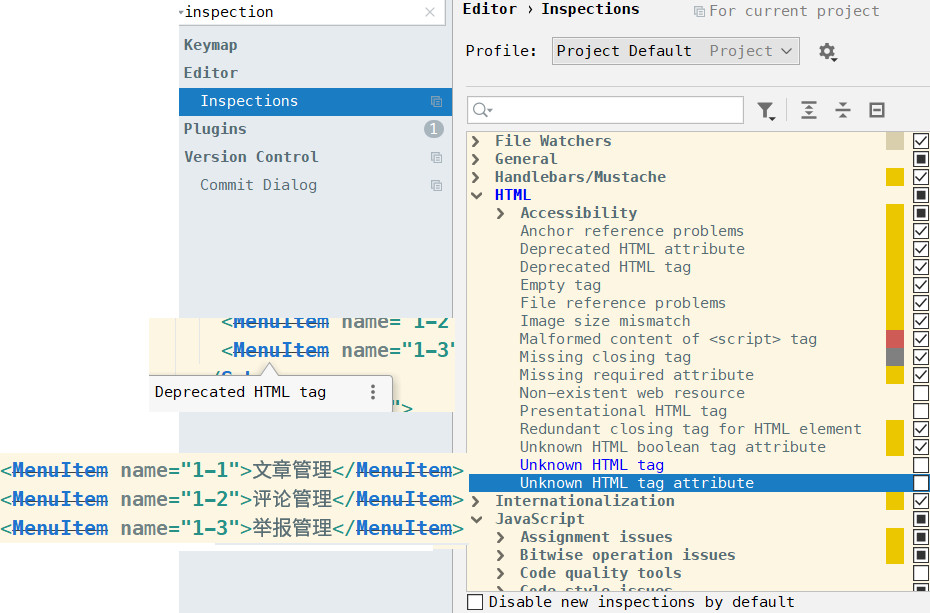 inspection
Keymap
Editor
Inspections
Plugins 1
Version Control
Commit Dialog
<MenuItem name="1-2
<MenuItem name="1-3"
Deprecated HTML tag
">
<MenuItem name="1-1">文章管理</MenuItem>
<MenuItem name="1-2">评论管理</MenuItem>
<MenuItem name="1-3">举报管理</MenuItem>
Editor › Inspections For current project
Profile: Project Default Project
File Watchers
General
Handlebars/Mustache
HTML
Accessibility
Anchor reference problems
Deprecated HTML attribute
Deprecated HTML tag
Empty tag
File reference problems
Image size mismatch
Malformed content of <script> tag
Missing closing tag
Missing required attribute
Non-existent web resource
Presentational HTML tag
Redundant closing tag for HTML element
Unknown HTML boolean tag attribute
Unknown HTML tag
Unknown HTML tag attribute
Internationalization
JavaScript
Assignment issues
Bitwise operation issues
Code quality tools
Code style issues
Disable new inspections by default